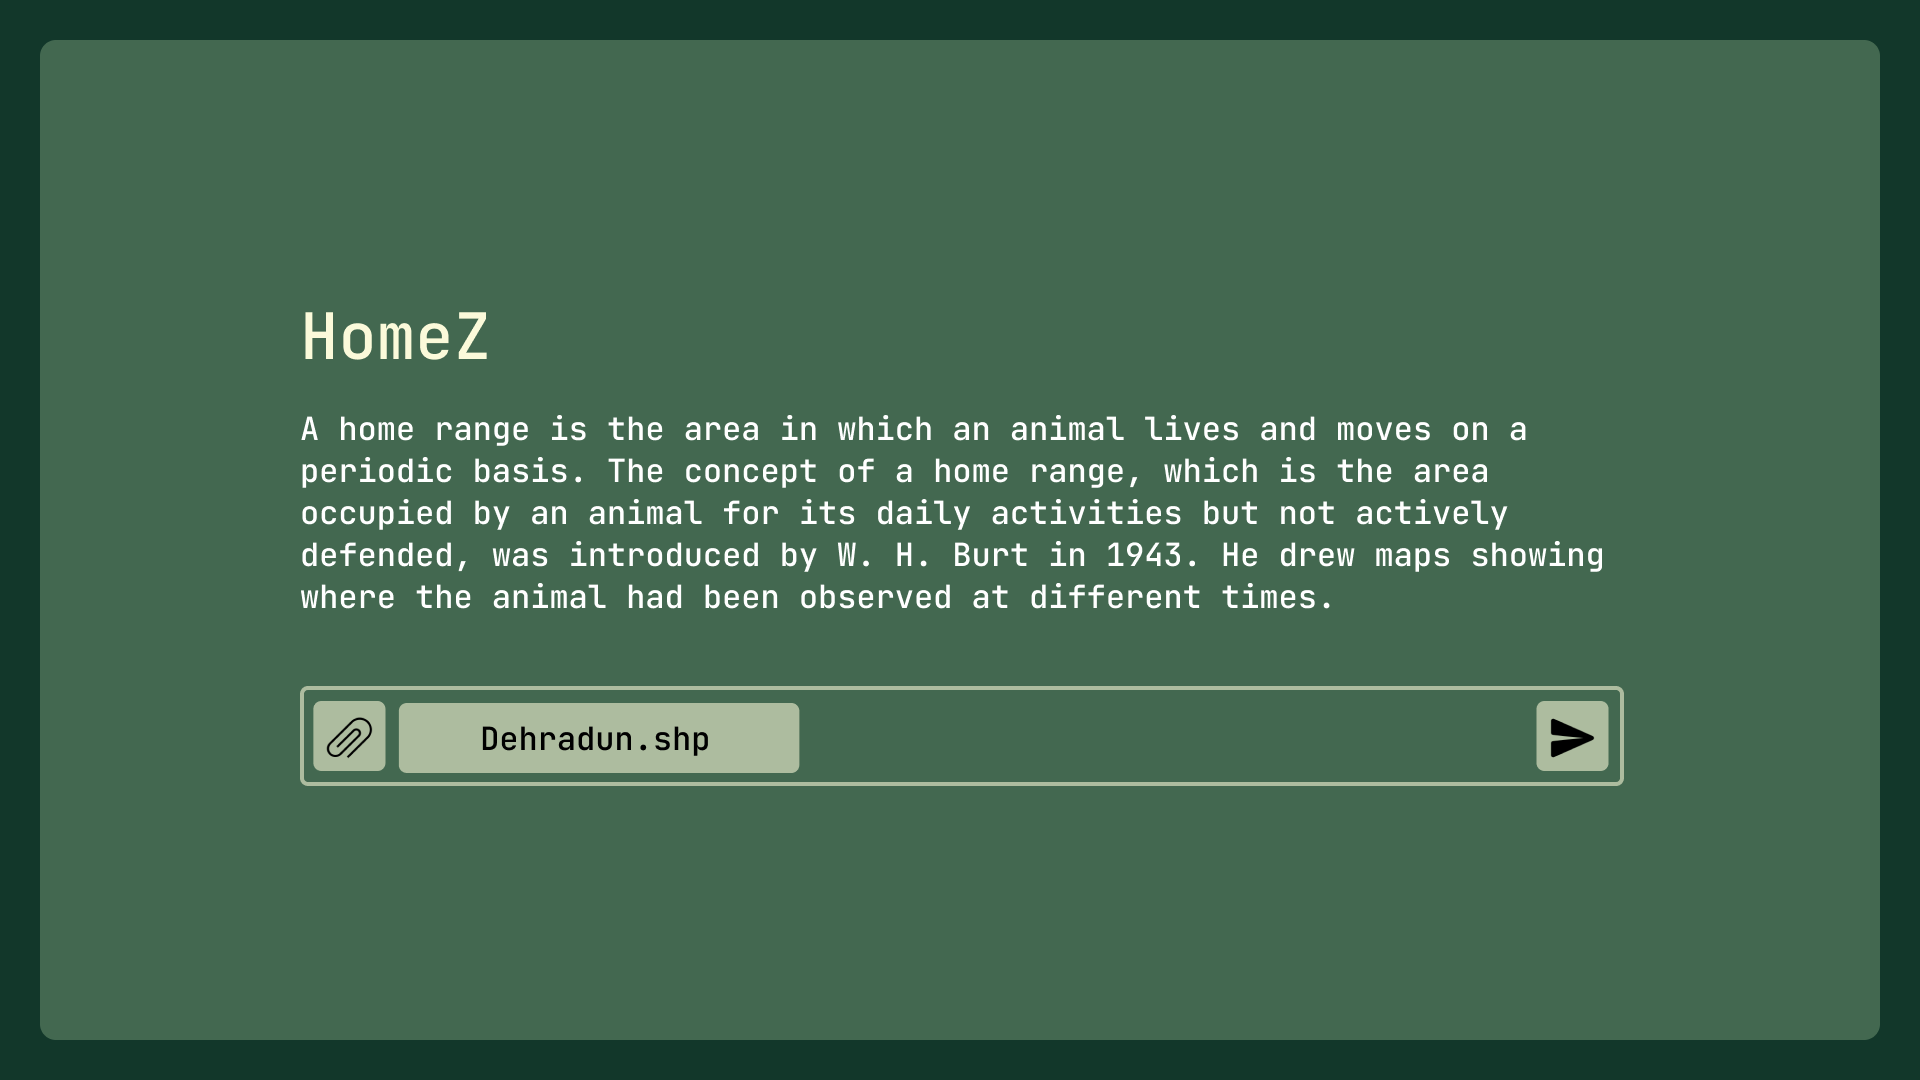 HomeZ
A home range is the area in which an animal lives and moves on a
periodic basis. The concept of a home range, which is the area
occupied by an animal for its daily activities but not actively
defended, was introduced by W. H. Burt in 1943. He drew maps showing
where the animal had been observed at different times.
Dehradun.shp